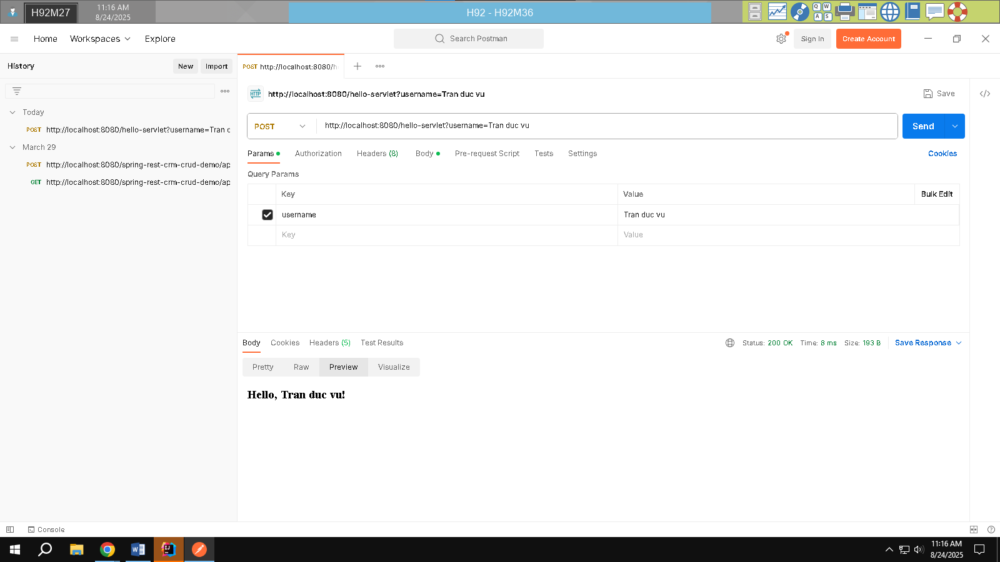 H92M27
11:16 AM
8/24/2025
H92 - H92M36
Q W
A S
Home
Workspaces
Explore
Search Postman
Sign In
Create Account
History
New
Import
POST http://localhost:8080/h
HTTP
http://localhost:8080/hello-servlet?username=Tran duc vu
Save
Today
POST http://localhost:8080/hello-servlet?username=Tran c
March 29
POST http://localhost:8080/spring-rest-crm-crud-demo/ap
GET http://localhost:8080/spring-rest-crm-crud-demo/ap
POST
http://localhost:8080/hello-servlet?username=Tran duc vu
Send
Params
Authorization
Headers (8)
Body
Pre-request Script
Tests
Settings
Cookies
Query Params
Key
Value
Bulk Edit
username
Tran duc vu
Key
Value
Body
Cookies
Headers (5)
Test Results
Status: 200 OK
Time: 8 ms
Size: 193 B
Save Response
Pretty
Raw
Preview
Visualize
Hello, Tran duc vu!
Console
11:16 AM
8/24/2025